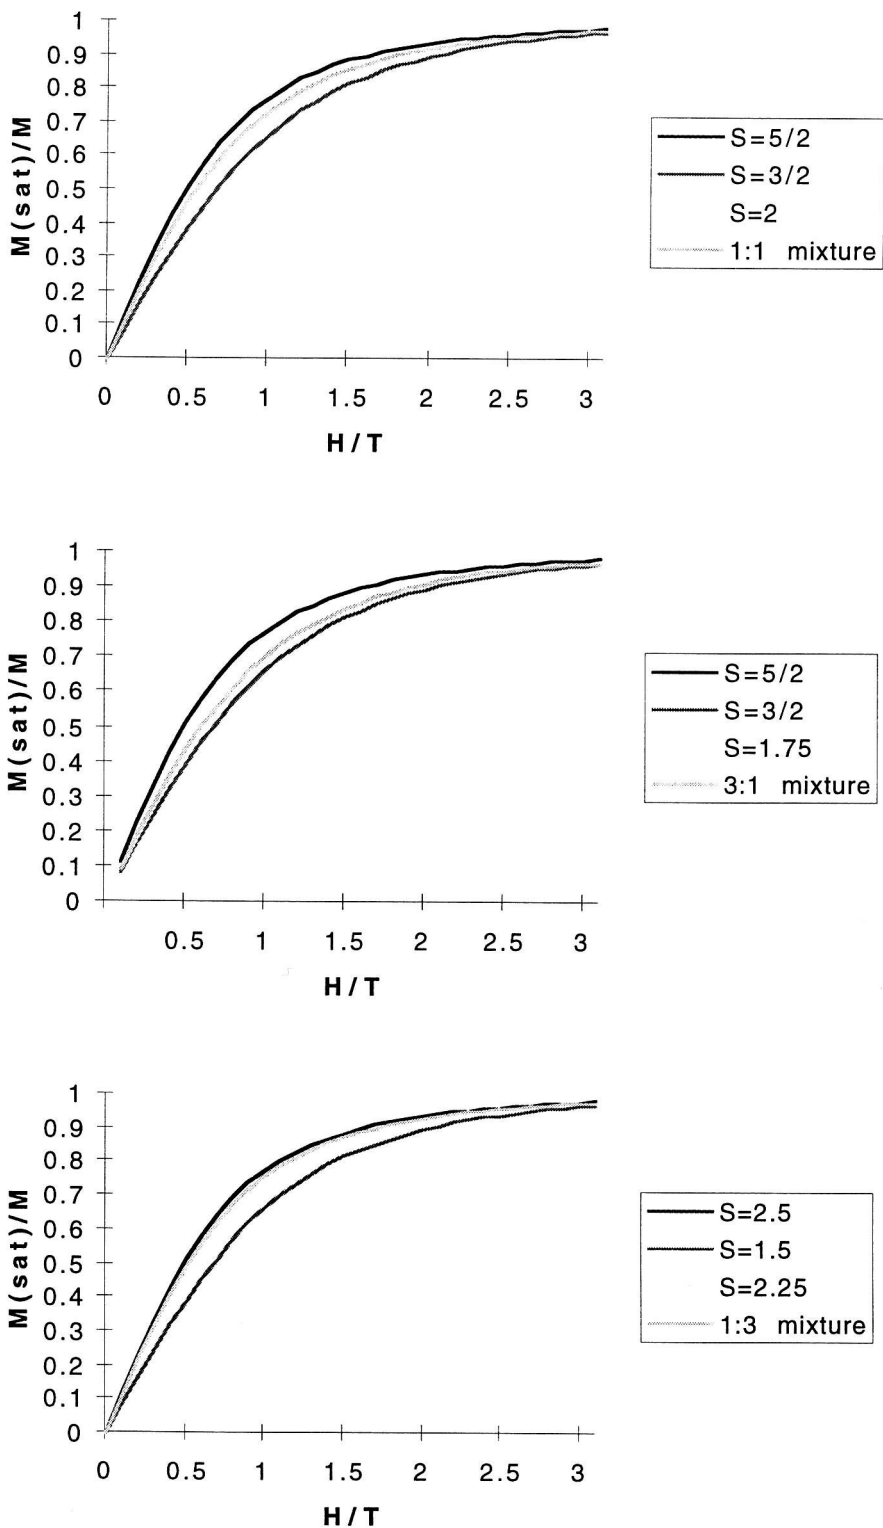 1
0.9
0.8
0.7
0.6
0.5
0.4
0.3
0.2
0.1
0
M(sat)/M
0 0.5 1 1.5 2 2.5 3
H/T
S=5/2
S=3/2
S=2
1:1 mixture
1
0.9
0.8
0.7
0.6
0.5
0.4
0.3
0.2
0.1
0
M(sat)/M
0.5 1 1.5 2 2.5 3
H/T
S=5/2
S=3/2
S=1.75
3:1 mixture
1
0.9
0.8
0.7
0.6
0.5
0.4
0.3
0.2
0.1
0
M(sat)/M
0 0.5 1 1.5 2 2.5 3
H/T
S=2.5
S=1.5
S=2.25
1:3 mixture